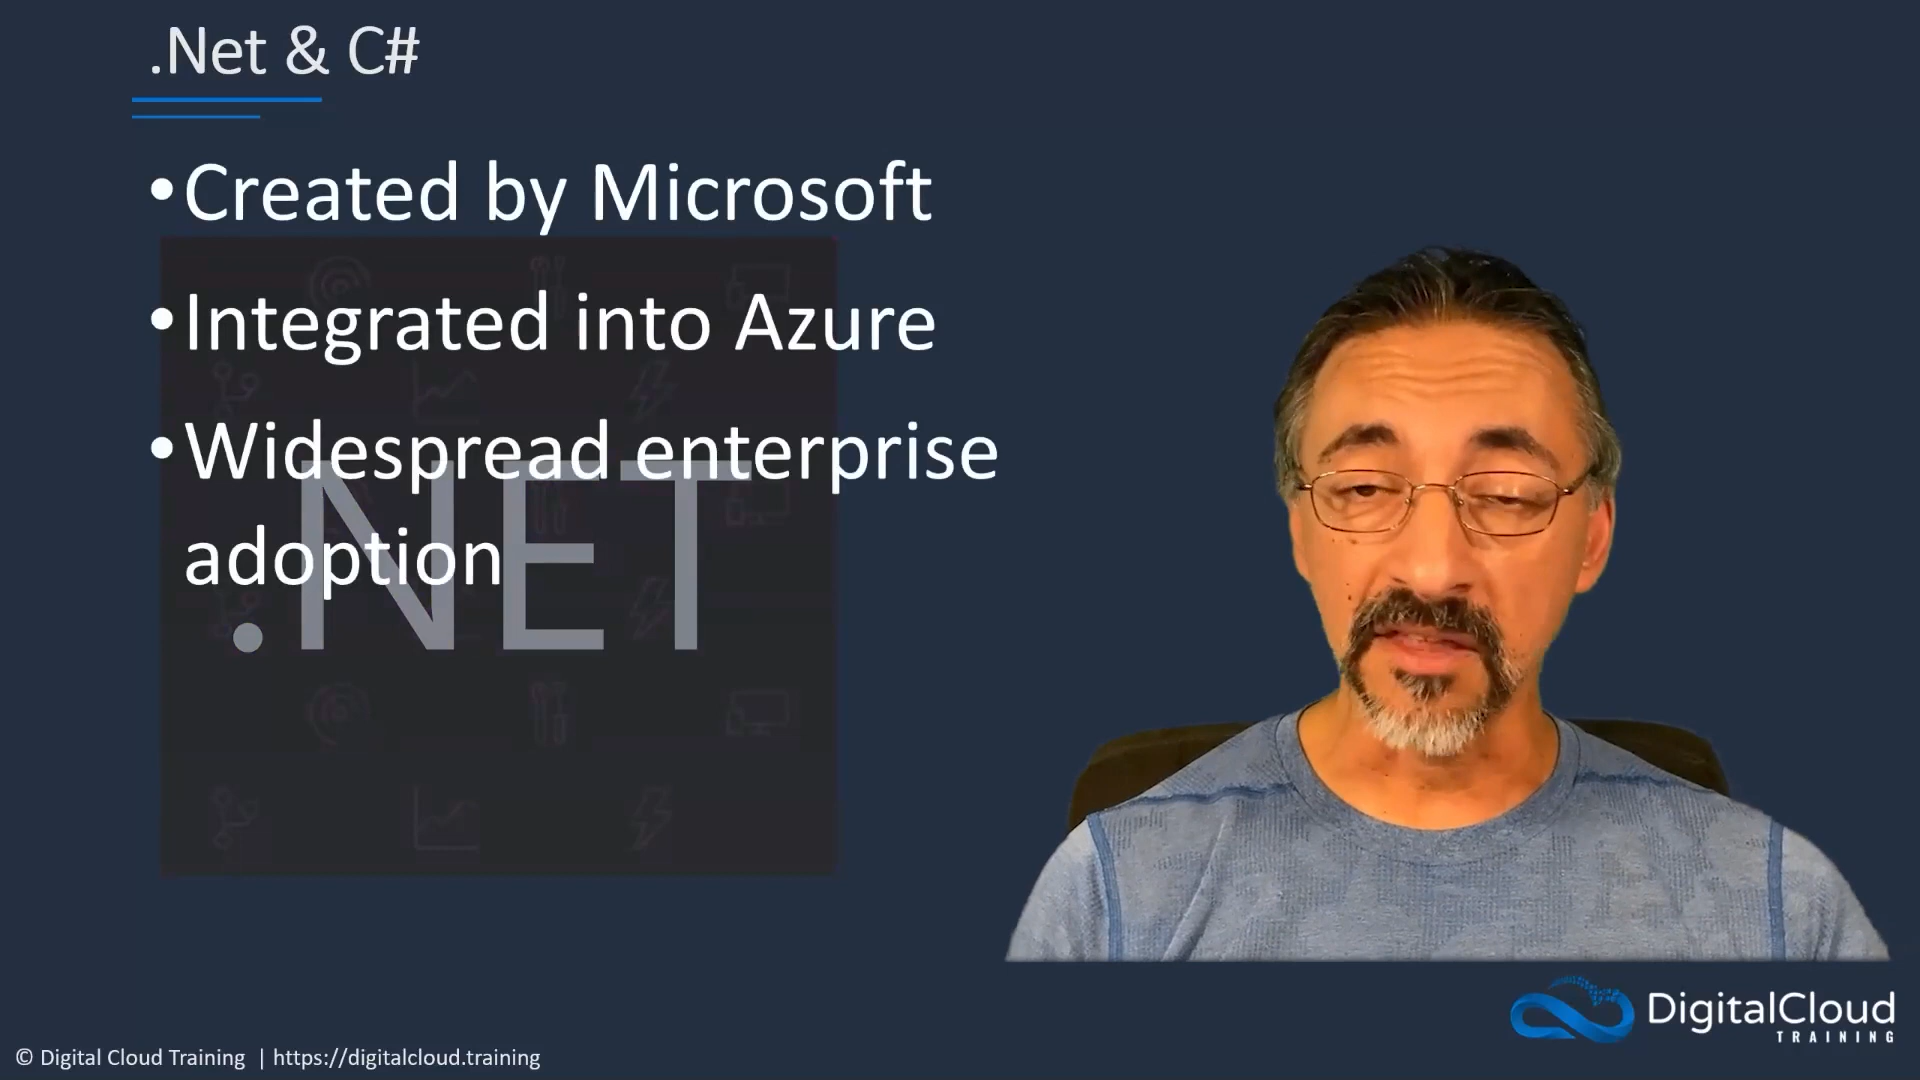 .Net & C#
•Created by Microsoft
•Integrated into Azure
•Widespread enterprise
adoption
.NET
DigitalCloud
TRAINING
© Digital Cloud Training | https://digitalcloud.training